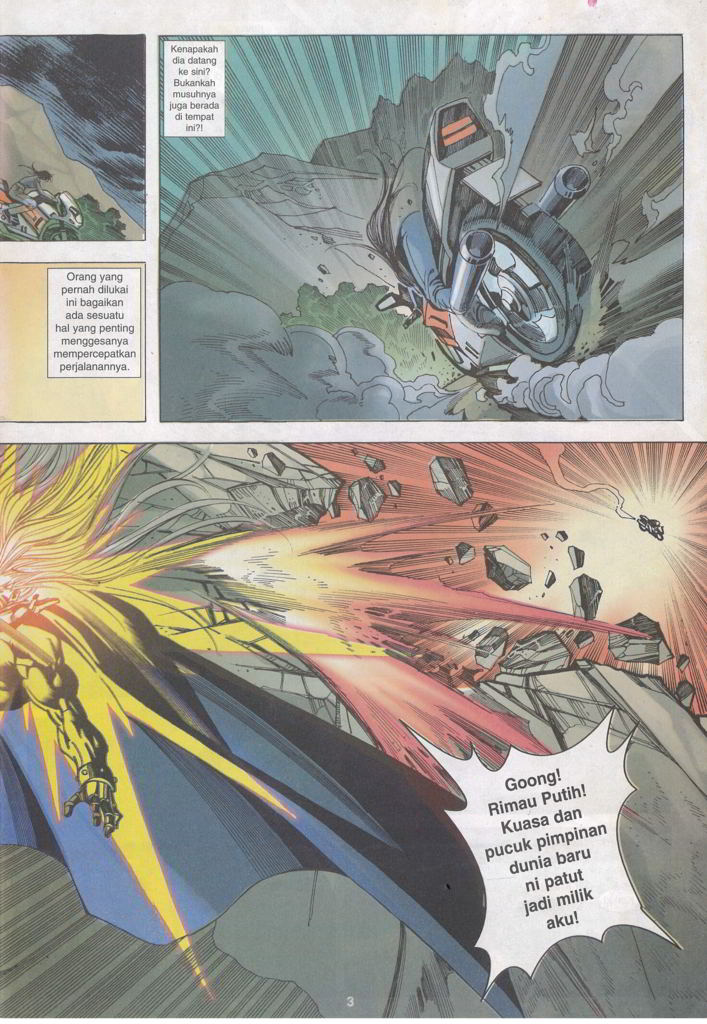 Kenapakah
dia datang
ke sini?
Bukankah
musuhnya
juga berada
di tempat
ini?!
Orang yang
pernah dilukai
ini bagaikan
ada sesuatu
hal yang penting
menggesanya
mempercepatkan
perjalanannya.
Goong!
Rimau Putih!
Kuasa dan
pucuk pimpinan
dunia baru
ni patut
jadi milik
aku!
3